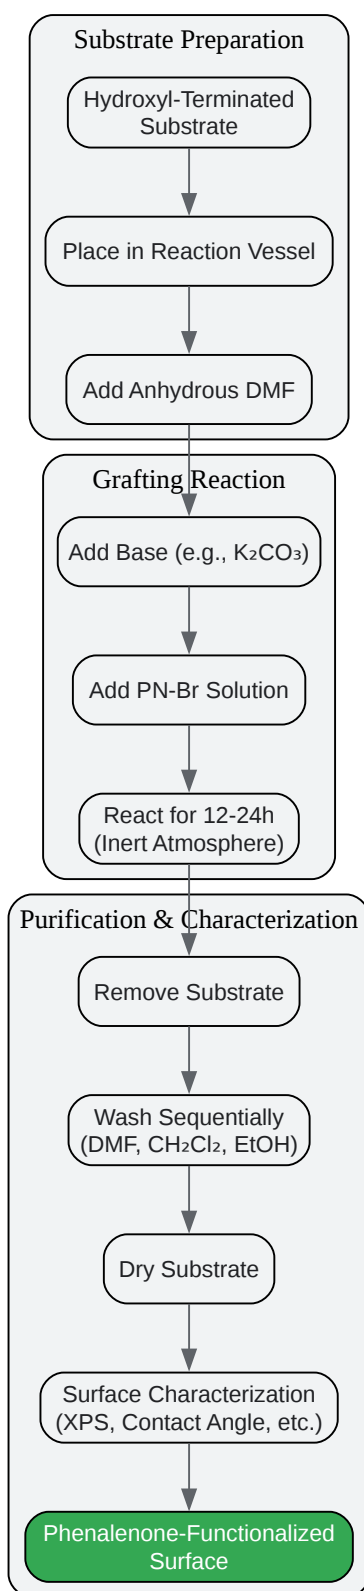 Substrate Preparation
Hydroxyl-Terminated
Substrate
Place in Reaction Vessel
Add Anhydrous DMF
Grafting Reaction
Add Base (e.g., K₂CO₃)
Add PN-Br Solution
React for 12-24h
(Inert Atmosphere)
Purification & Characterization
Remove Substrate
Wash Sequentially
(DMF, CH₂Cl₂, EtOH)
Dry Substrate
Surface Characterization
(XPS, Contact Angle, etc.)
Phenalenone-Functionalized
Surface